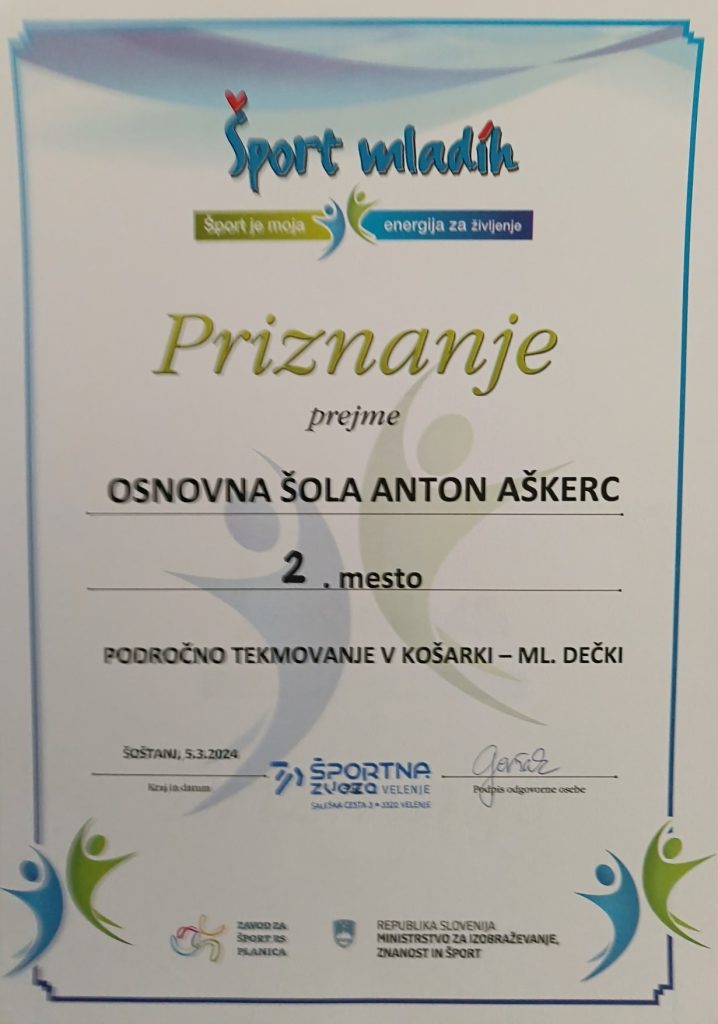 Šport mladih
Šport je moja energija za življenje
Priznanje
prejme
OSNOVNA ŠOLA ANTON AŠKERC
2. mesto
PODROČNO TEKMOVANJE V KOŠARKI – ML. DEČKI
ŠOŠTANJ, 5.3.2024
Kraj in datum
ŠPORTNA
zveza VELENJE
ŠALEŠKA CESTA 3 • 3320 VELENJE
Podpis odgovorne osebe
ZAVOD ZA
ŠPORT RS
PLANICA
REPUBLIKA SLOVENIJA
MINISTRSTVO ZA IZOBRAŽEVANJE,
ZNANOST IN ŠPORT